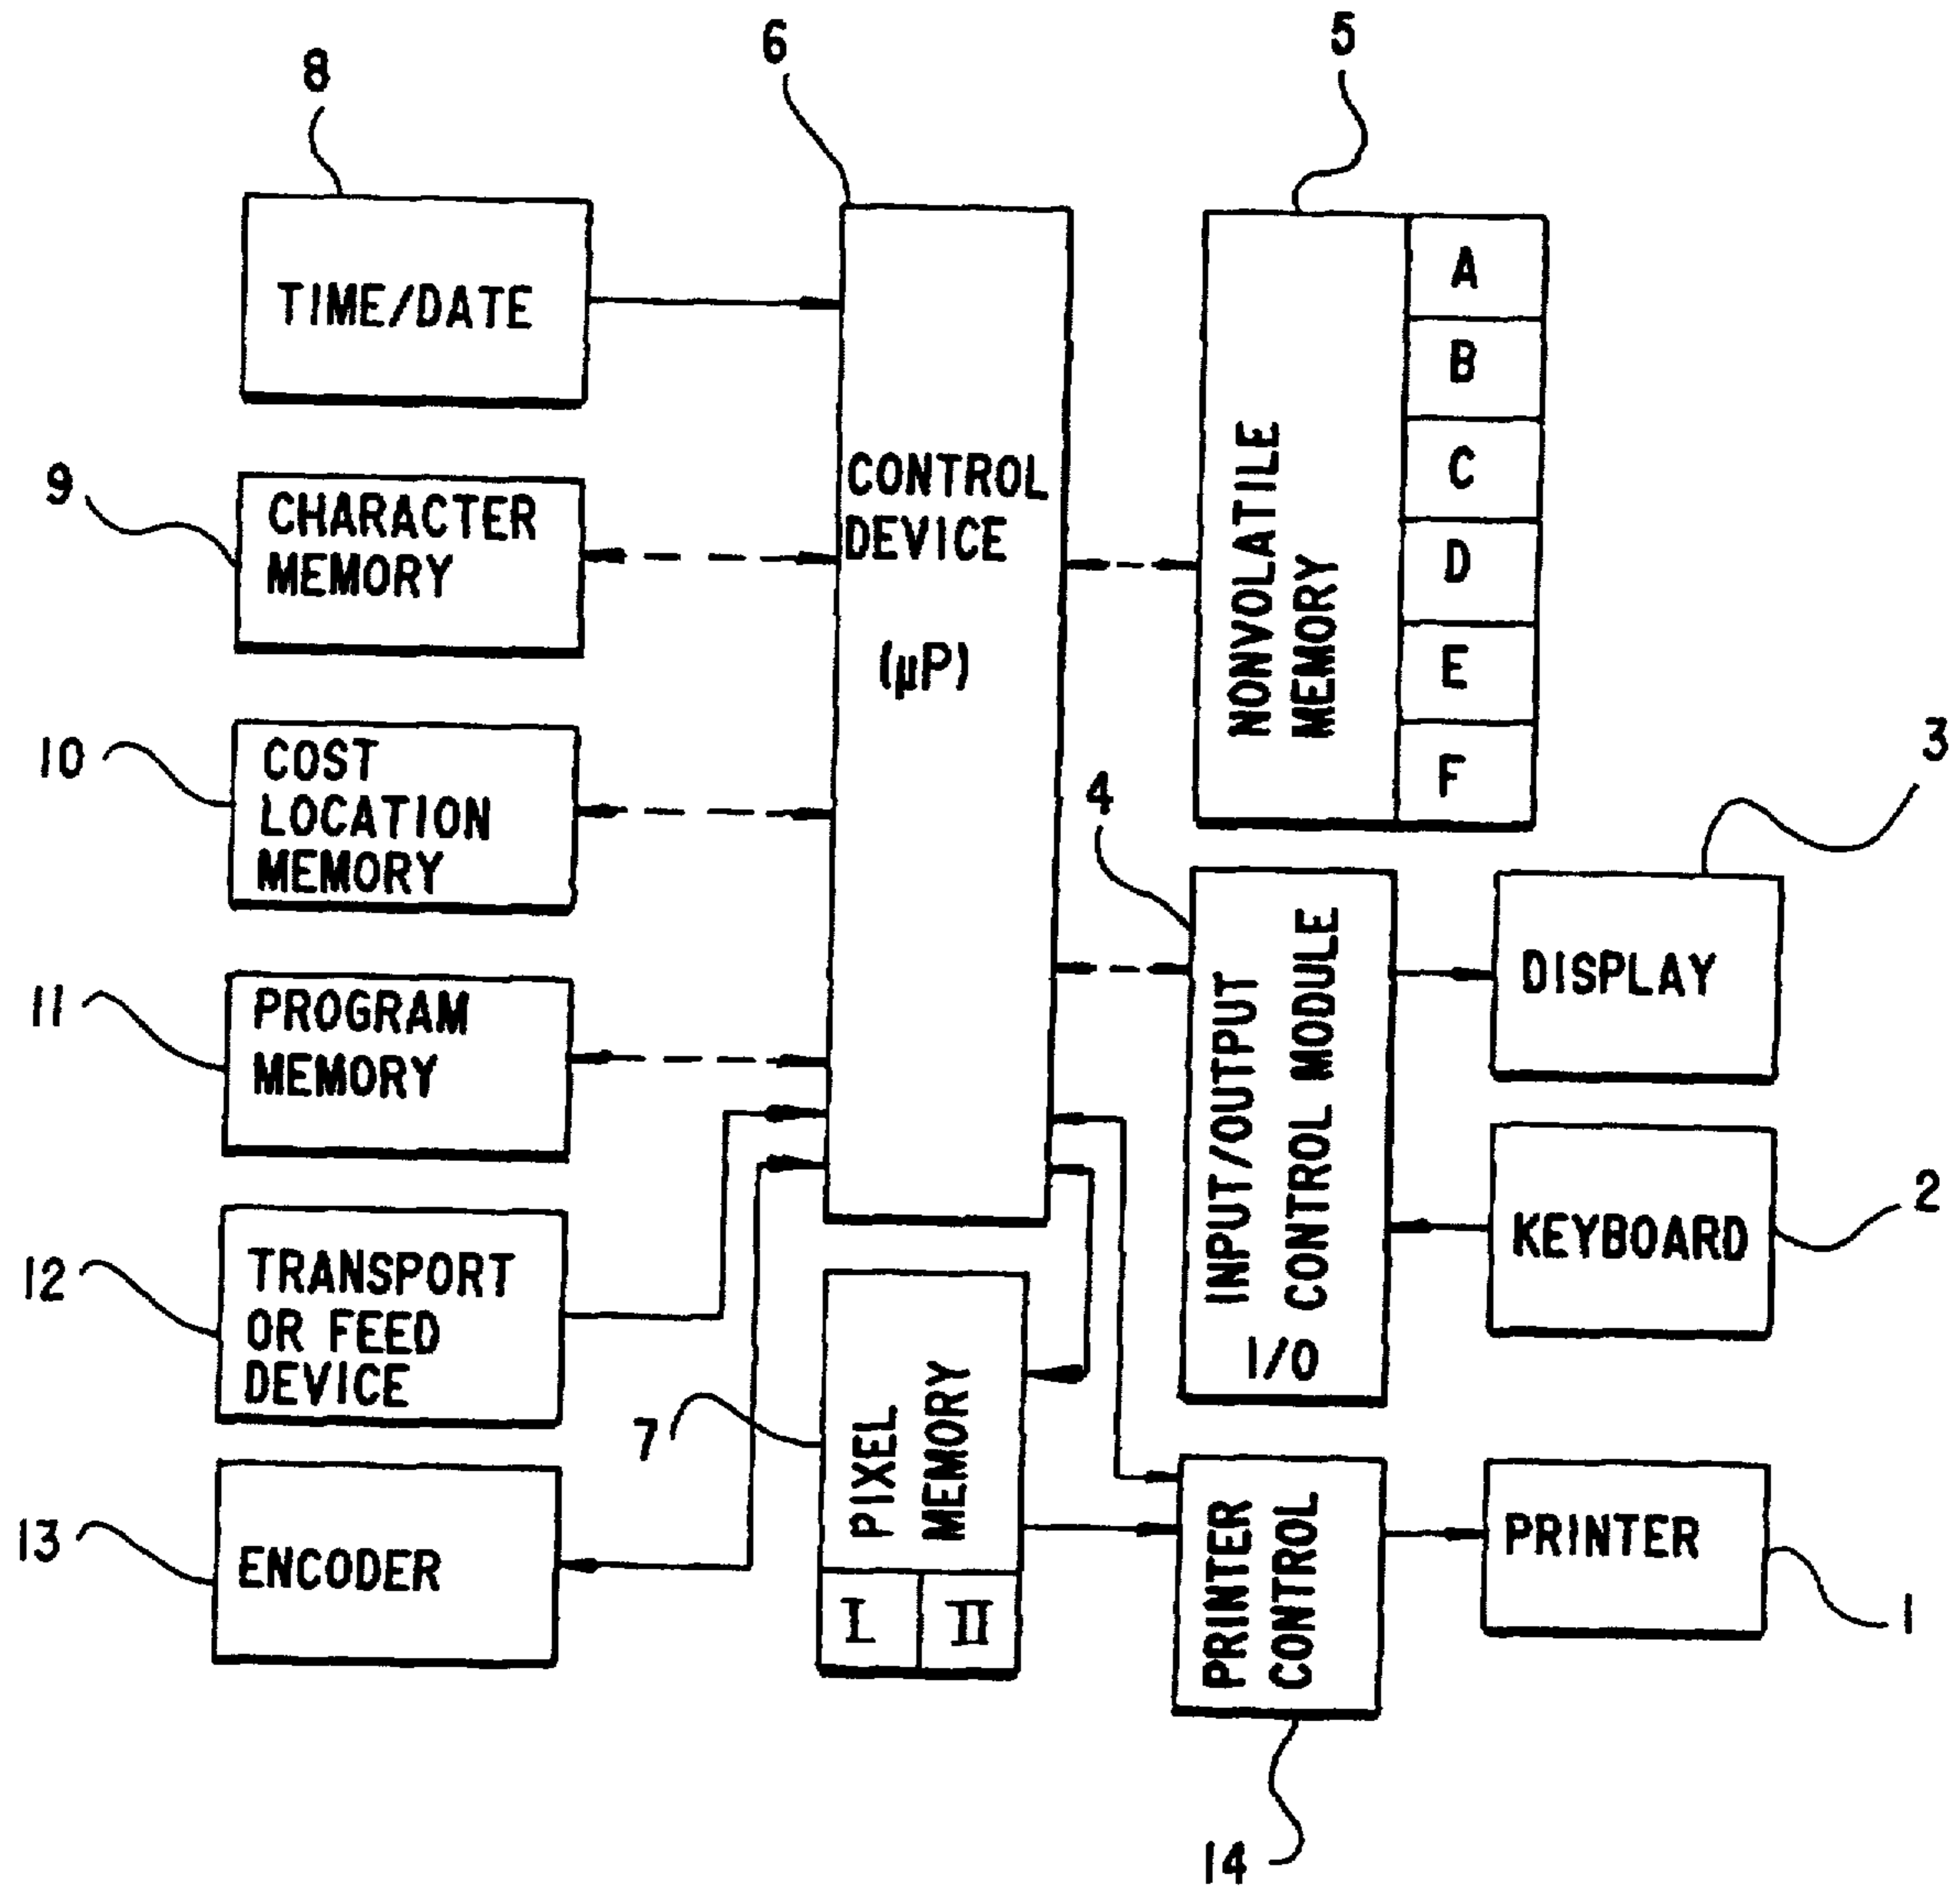 8
6
5
TIME/DATE
9
CHARACTER
MEMORY
10
COST
LOCATION
MEMORY
11
PROGRAM
MEMORY
12
TRANSPORT
OR FEED
DEVICE
13
ENCODER
CONTROL
DEVICE
(µP)
7
PIXEL
MEMORY
I
II
NONVOLATILE
MEMORY
A
B
C
D
E
F
4
INPUT/OUTPUT
CONTROL MODULE
I/O
3
DISPLAY
2
KEYBOARD
PRINTER
CONTROL
14
PRINTER
1